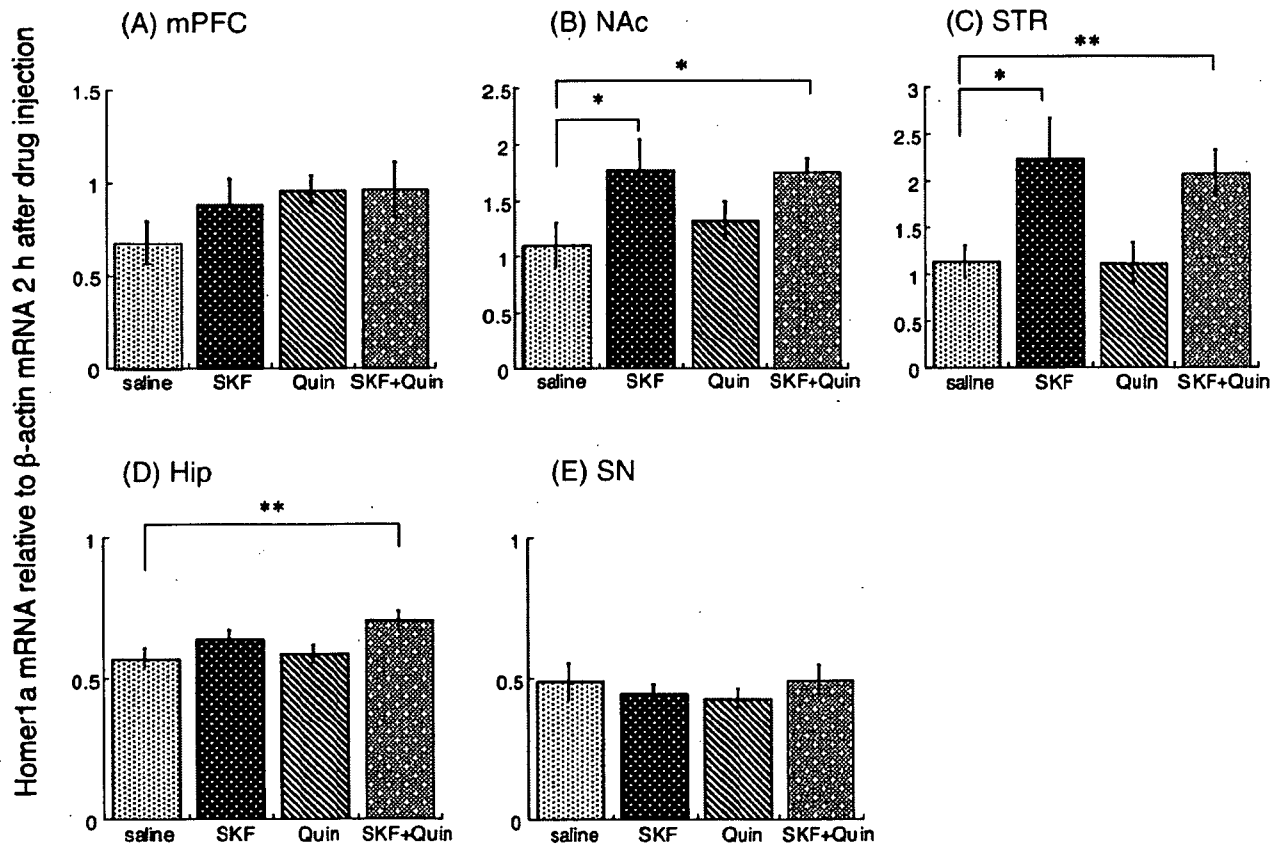 Homer1a mRNA relative to β-actin mRNA 2 h after drug injection
(A) mPFC
1.5
1
0.5
0
saline SKF Quin SKF+Quin
(B) NAc
*
*
2.5
2
1.5
1
0.5
0
saline SKF Quin SKF+Quin
(C) STR
**
*
3
2.5
2
1.5
1
0.5
0
saline SKF Quin SKF+Quin
(D) Hip
**
1
0.5
0
saline SKF Quin SKF+Quin
(E) SN
1
0.5
0
saline SKF Quin SKF+Quin